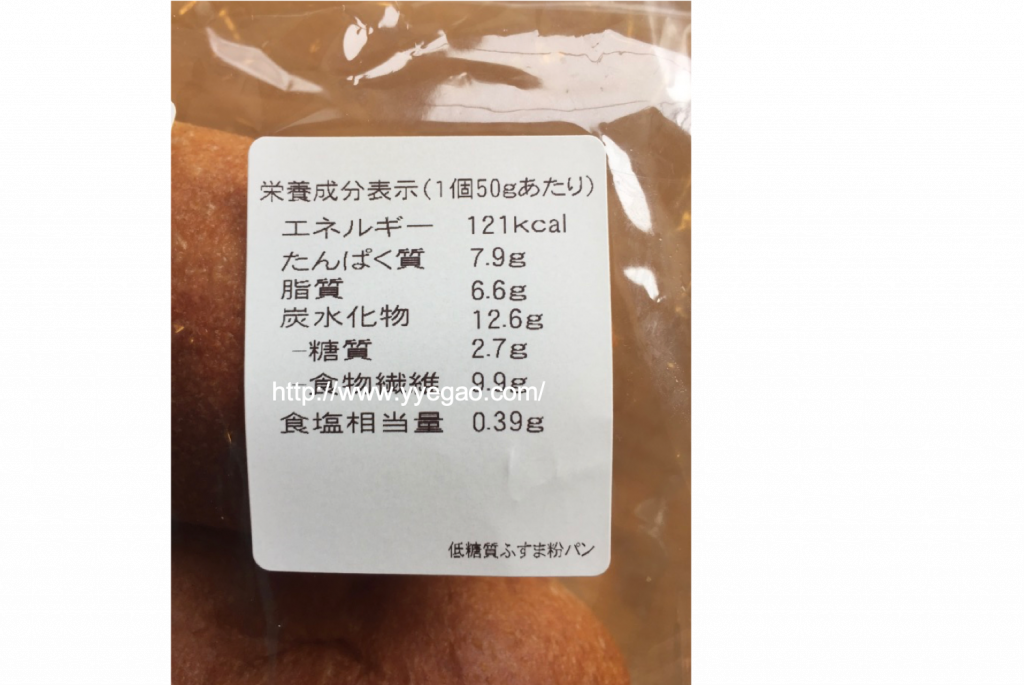 栄養成分表示(1個50gあたり)
エネルギー 121kcal
たんぱく質 7.9g
脂質 6.6g
炭水化物 12.6g
-糖質 2.7g
-食物繊維 9.9g
http://www.yyegao.com/
食塩相当量 0.39g
低糖質ふすま粉パン